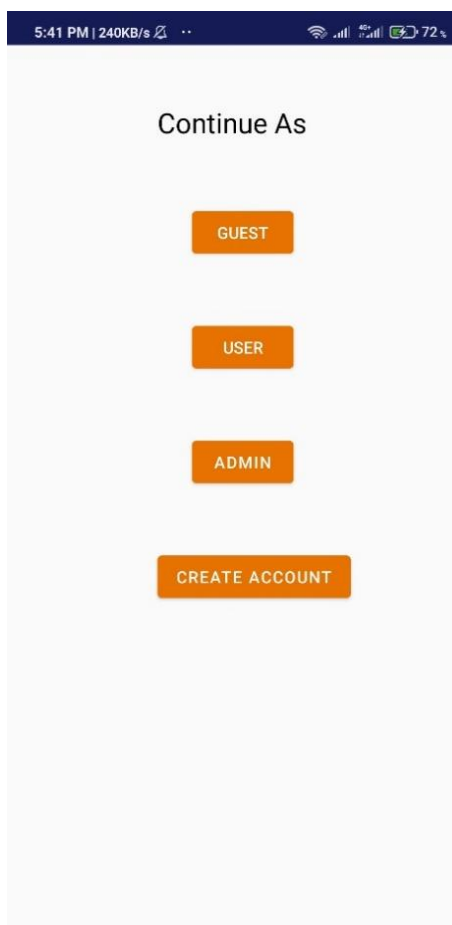 5:41 PM | 240KB/s 72 %
Continue As
GUEST
USER
ADMIN
CREATE ACCOUNT